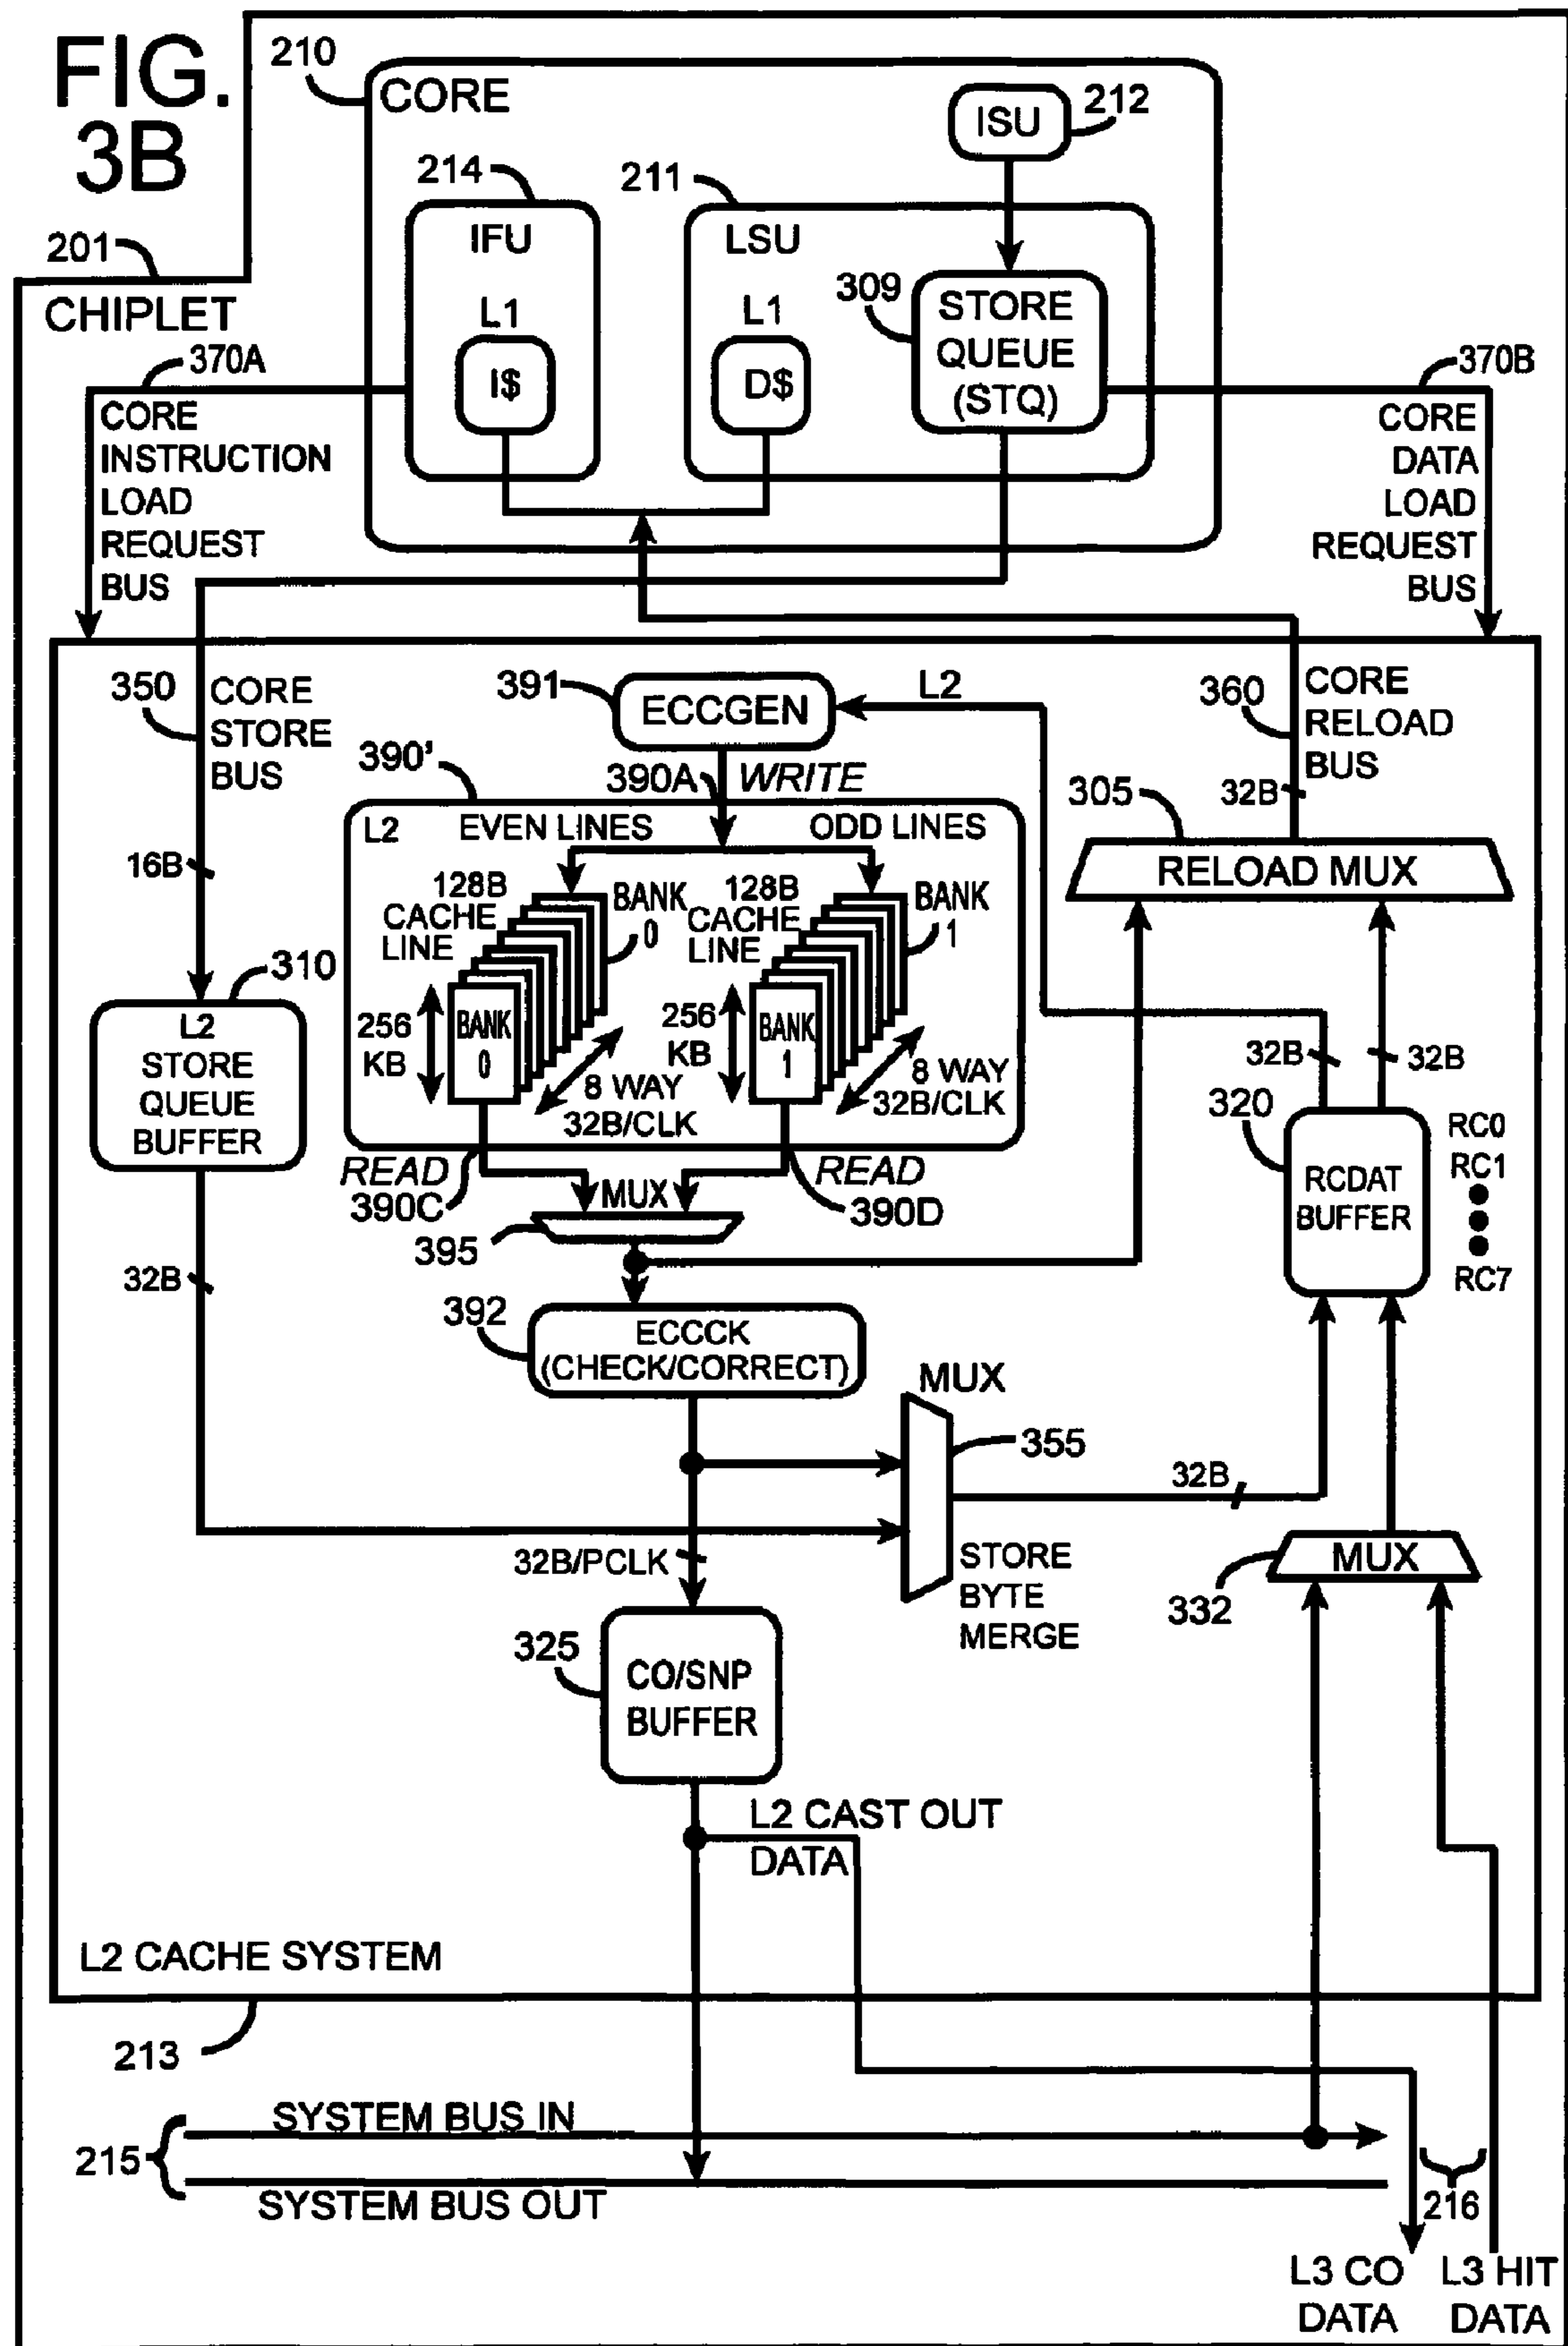 FIG.
3B
210
CORE
ISU
212
214
211
IFU
LSU
201
CHIPLET
L1
I$
L1
D$
309
STORE
QUEUE
(STQ)
370A
370B
CORE
INSTRUCTION
LOAD
REQUEST
BUS
CORE
DATA
LOAD
REQUEST
BUS
350
CORE
STORE
BUS
391
ECCGEN
L2
360
CORE
RELOAD
BUS
390'
390A
WRITE
305
32B
RELOAD MUX
L2
EVEN LINES
ODD LINES
16B
128B
CACHE
LINE
BANK
0
128B
CACHE
LINE
BANK
1
310
L2
STORE
QUEUE
BUFFER
256
KB
BANK
0
8 WAY
32B/CLK
256
KB
BANK
1
8 WAY
32B/CLK
32B
32B
320
RCDAT
BUFFER
RC0
RC1
RC7
READ
390C
MUX
READ
390D
395
32B
392
ECCCK
(CHECK/CORRECT)
MUX
355
32B
32B/PCLK
STORE
BYTE
MERGE
MUX
332
325
CO/SNP
BUFFER
L2 CAST OUT
DATA
L2 CACHE SYSTEM
213
SYSTEM BUS IN
215
SYSTEM BUS OUT
216
L3 CO
DATA
L3 HIT
DATA